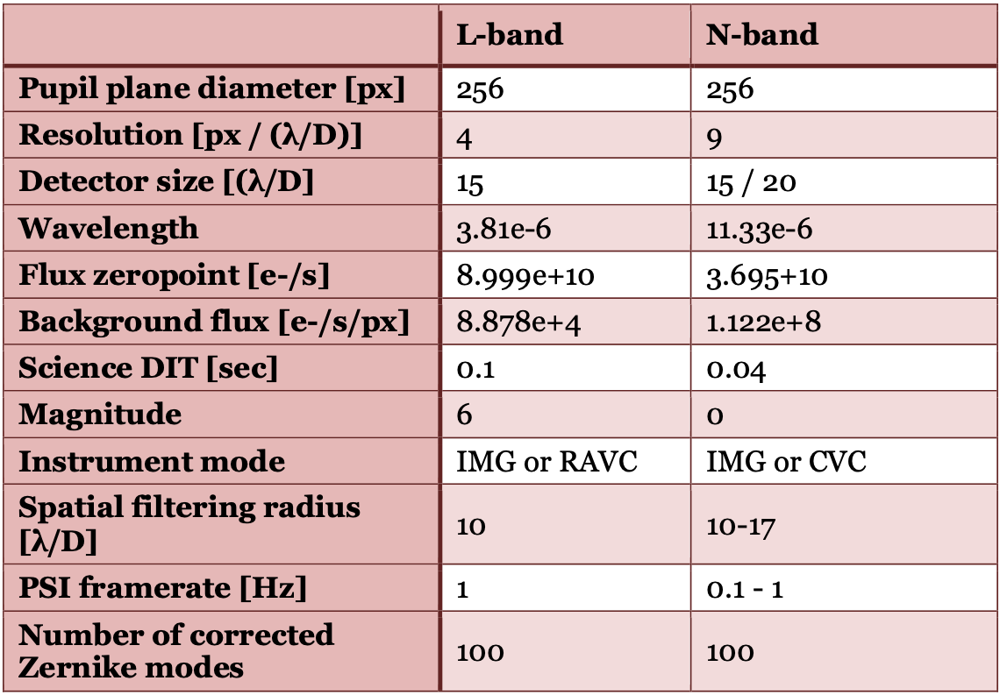 L-band N-band
Pupil plane diameter [px] 256 256
Resolution [px / (λ/D)] 4 9
Detector size [(λ/D] 15 15 / 20
Wavelength 3.81e-6 11.33e-6
Flux zeropoint [e-/s] 8.999e+10 3.695+10
Background flux [e-/s/px] 8.878e+4 1.122e+8
Science DIT [sec] 0.1 0.04
Magnitude 6 0
Instrument mode IMG or RAVC IMG or CVC
Spatial filtering radius
[λ/D] 10 10-17
PSI framerate [Hz] 1 0.1 - 1
Number of corrected
Zernike modes 100 100